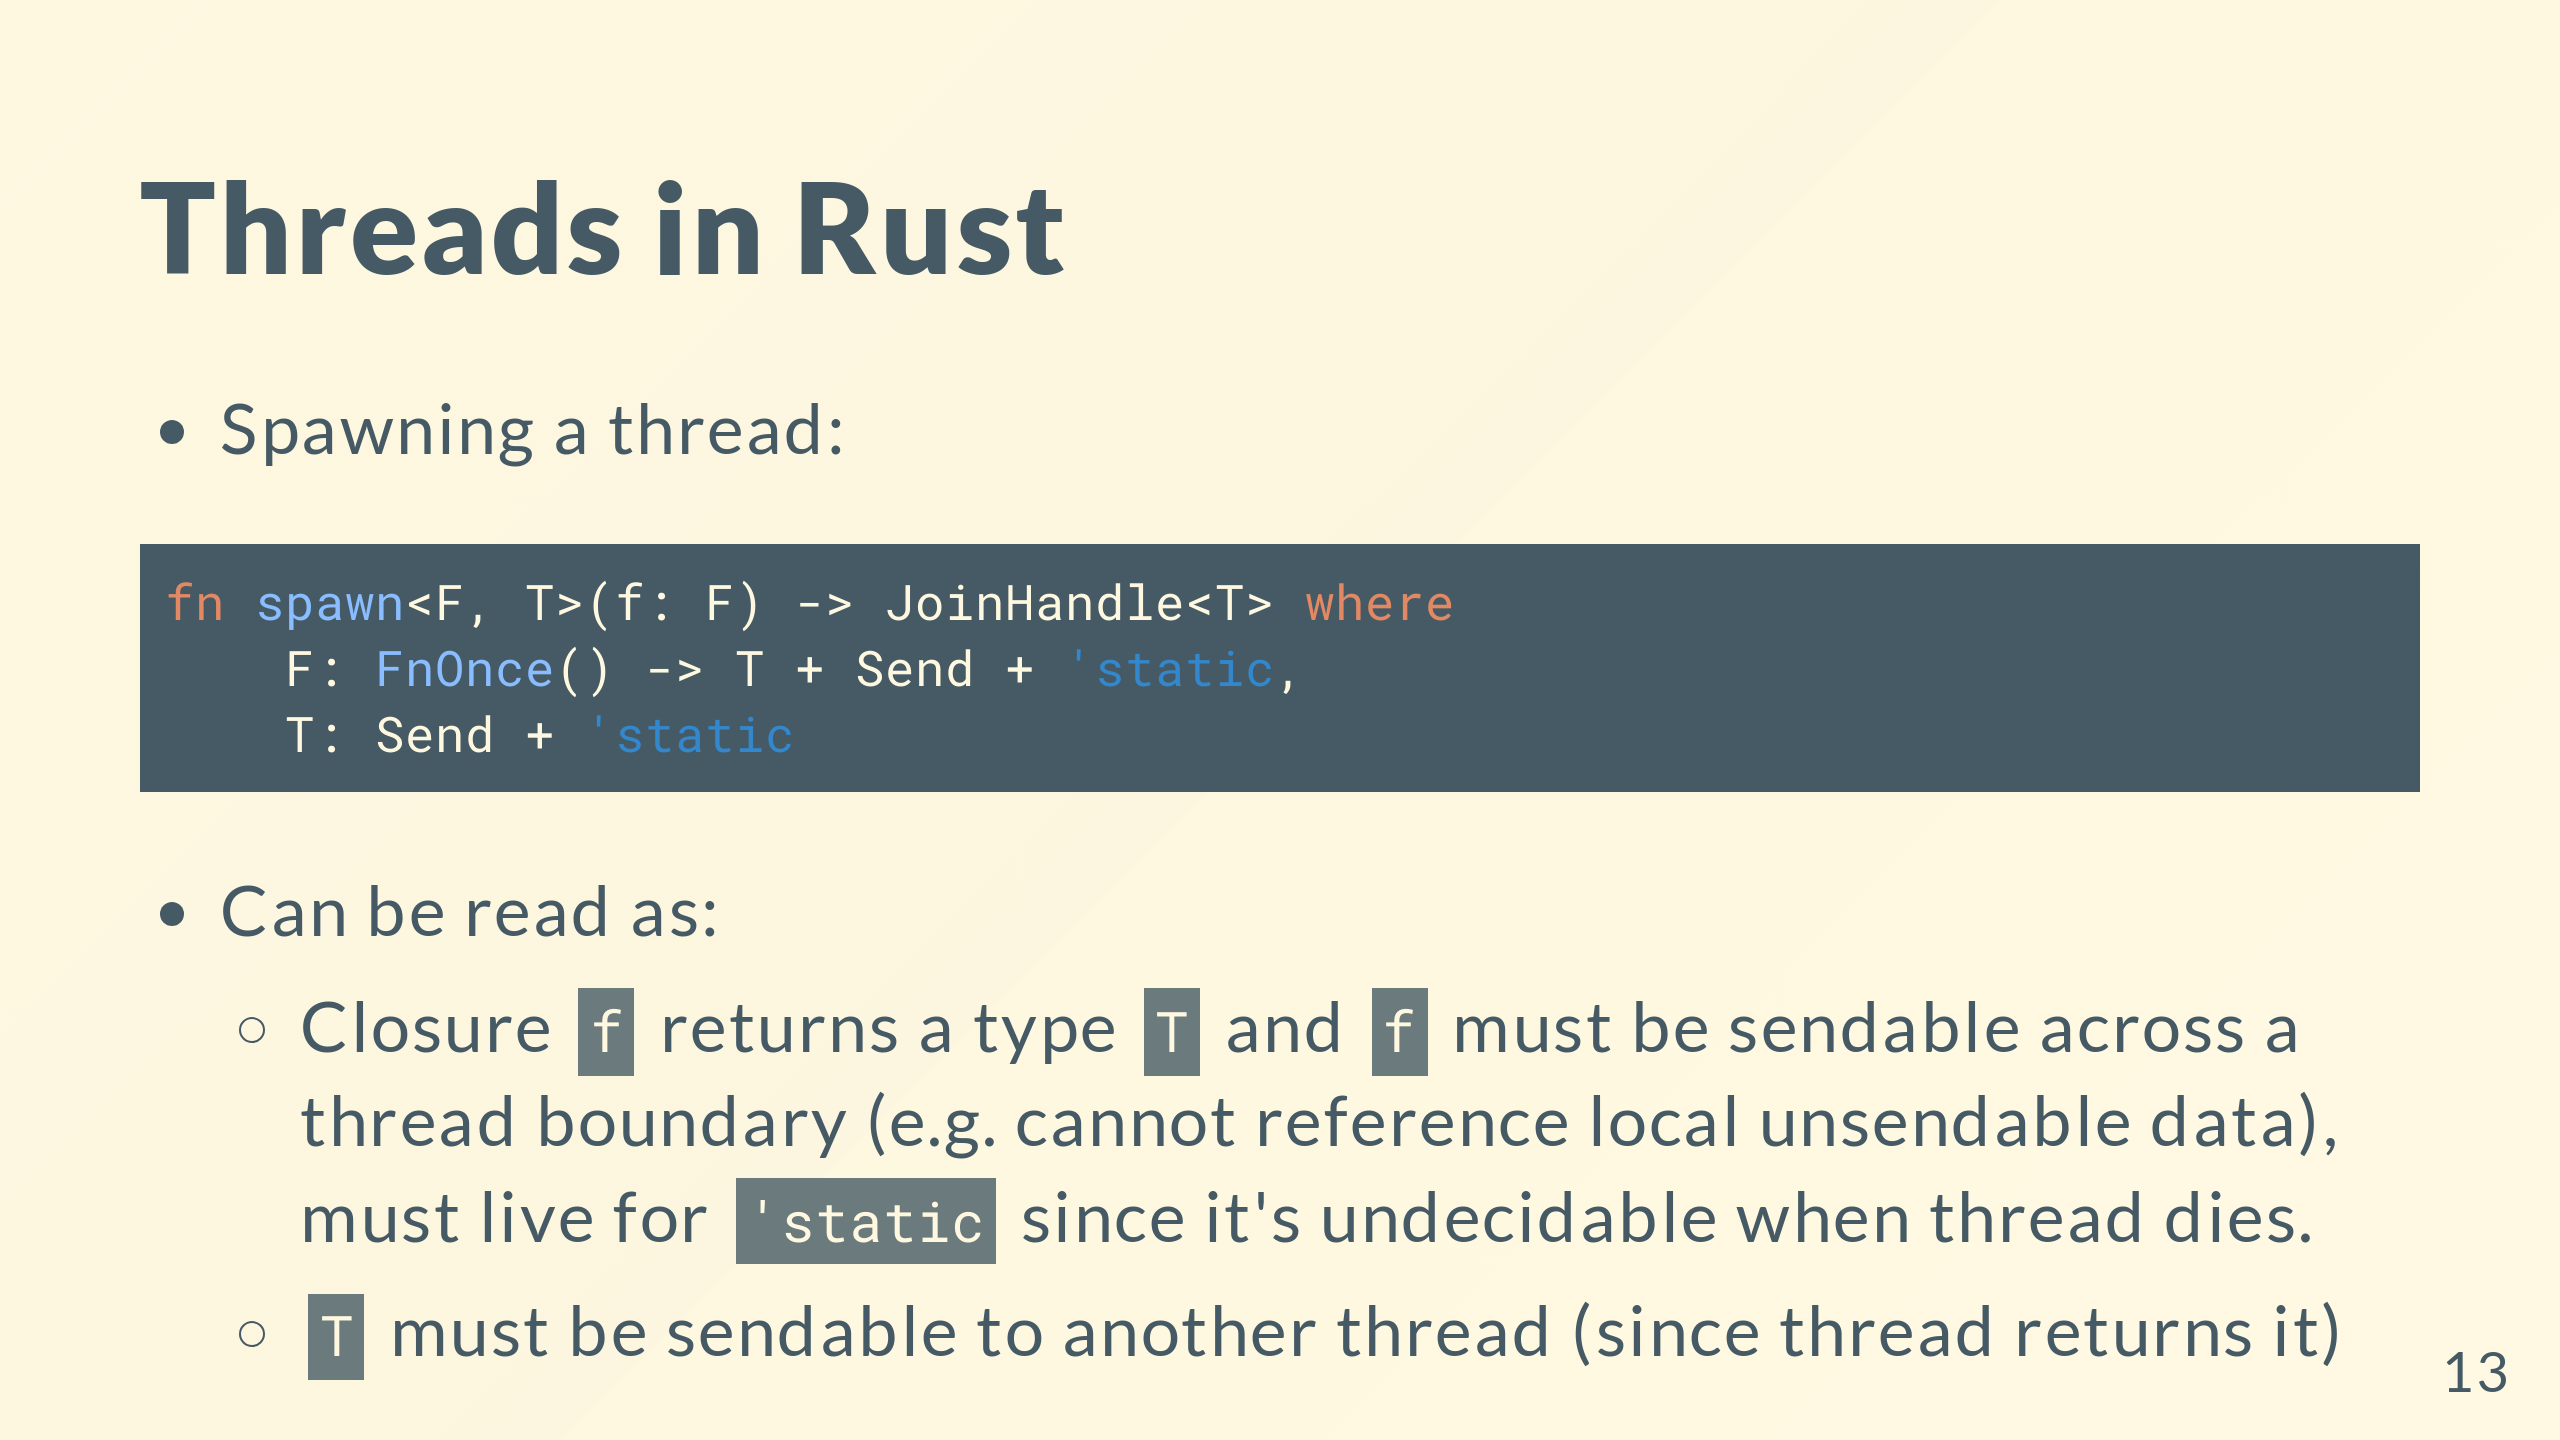 Threads in Rust
• Spawning a thread:
fn spawn<F, T>(f: F) -> JoinHandle<T> where
    F: FnOnce() -> T + Send + 'static,
    T: Send + 'static
• Can be read as:
○ Closure f returns a type T and f must be sendable across a
thread boundary (e.g. cannot reference local unsendable data),
must live for 'static since it's undecidable when thread dies.
○ T must be sendable to another thread (since thread returns it)
13